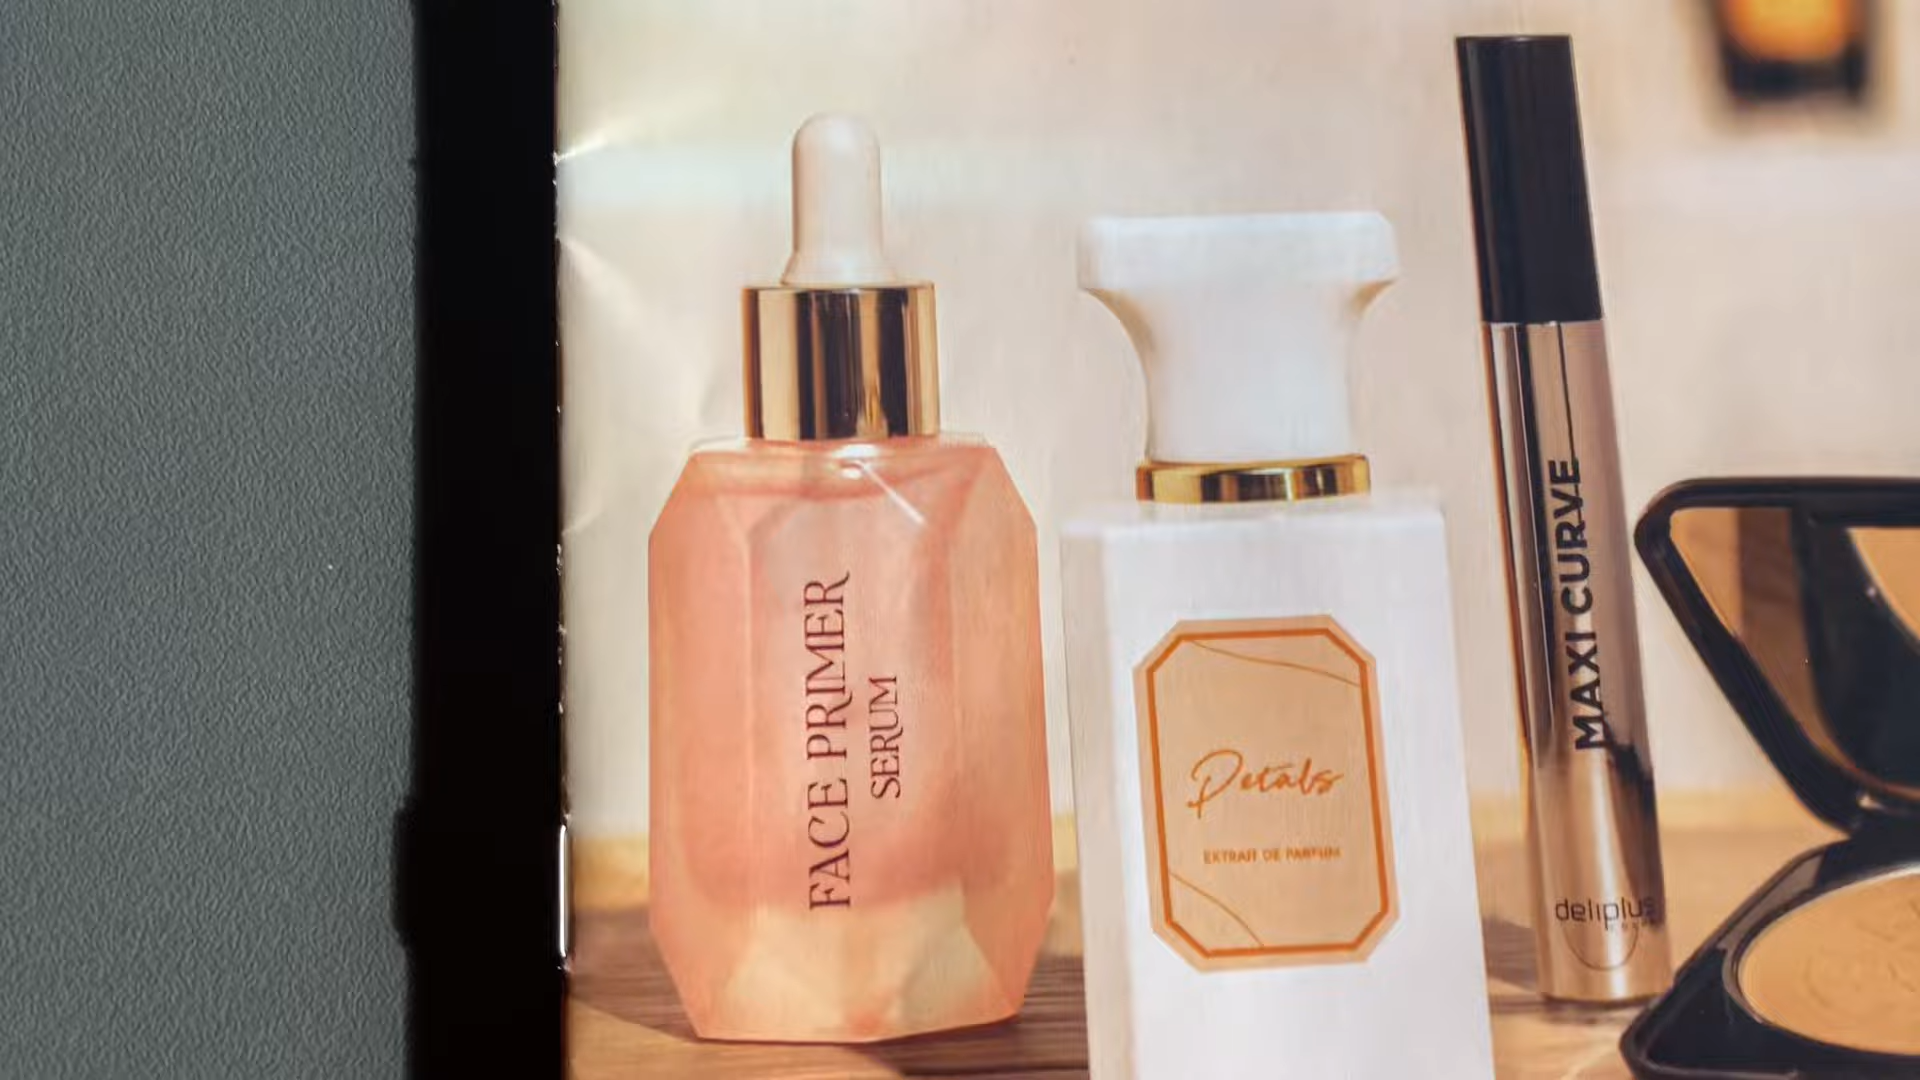 FACE PRIMER
SERUM
Petals
EXTRAIT DE PARFUM
MAXI CURVE
deliplus